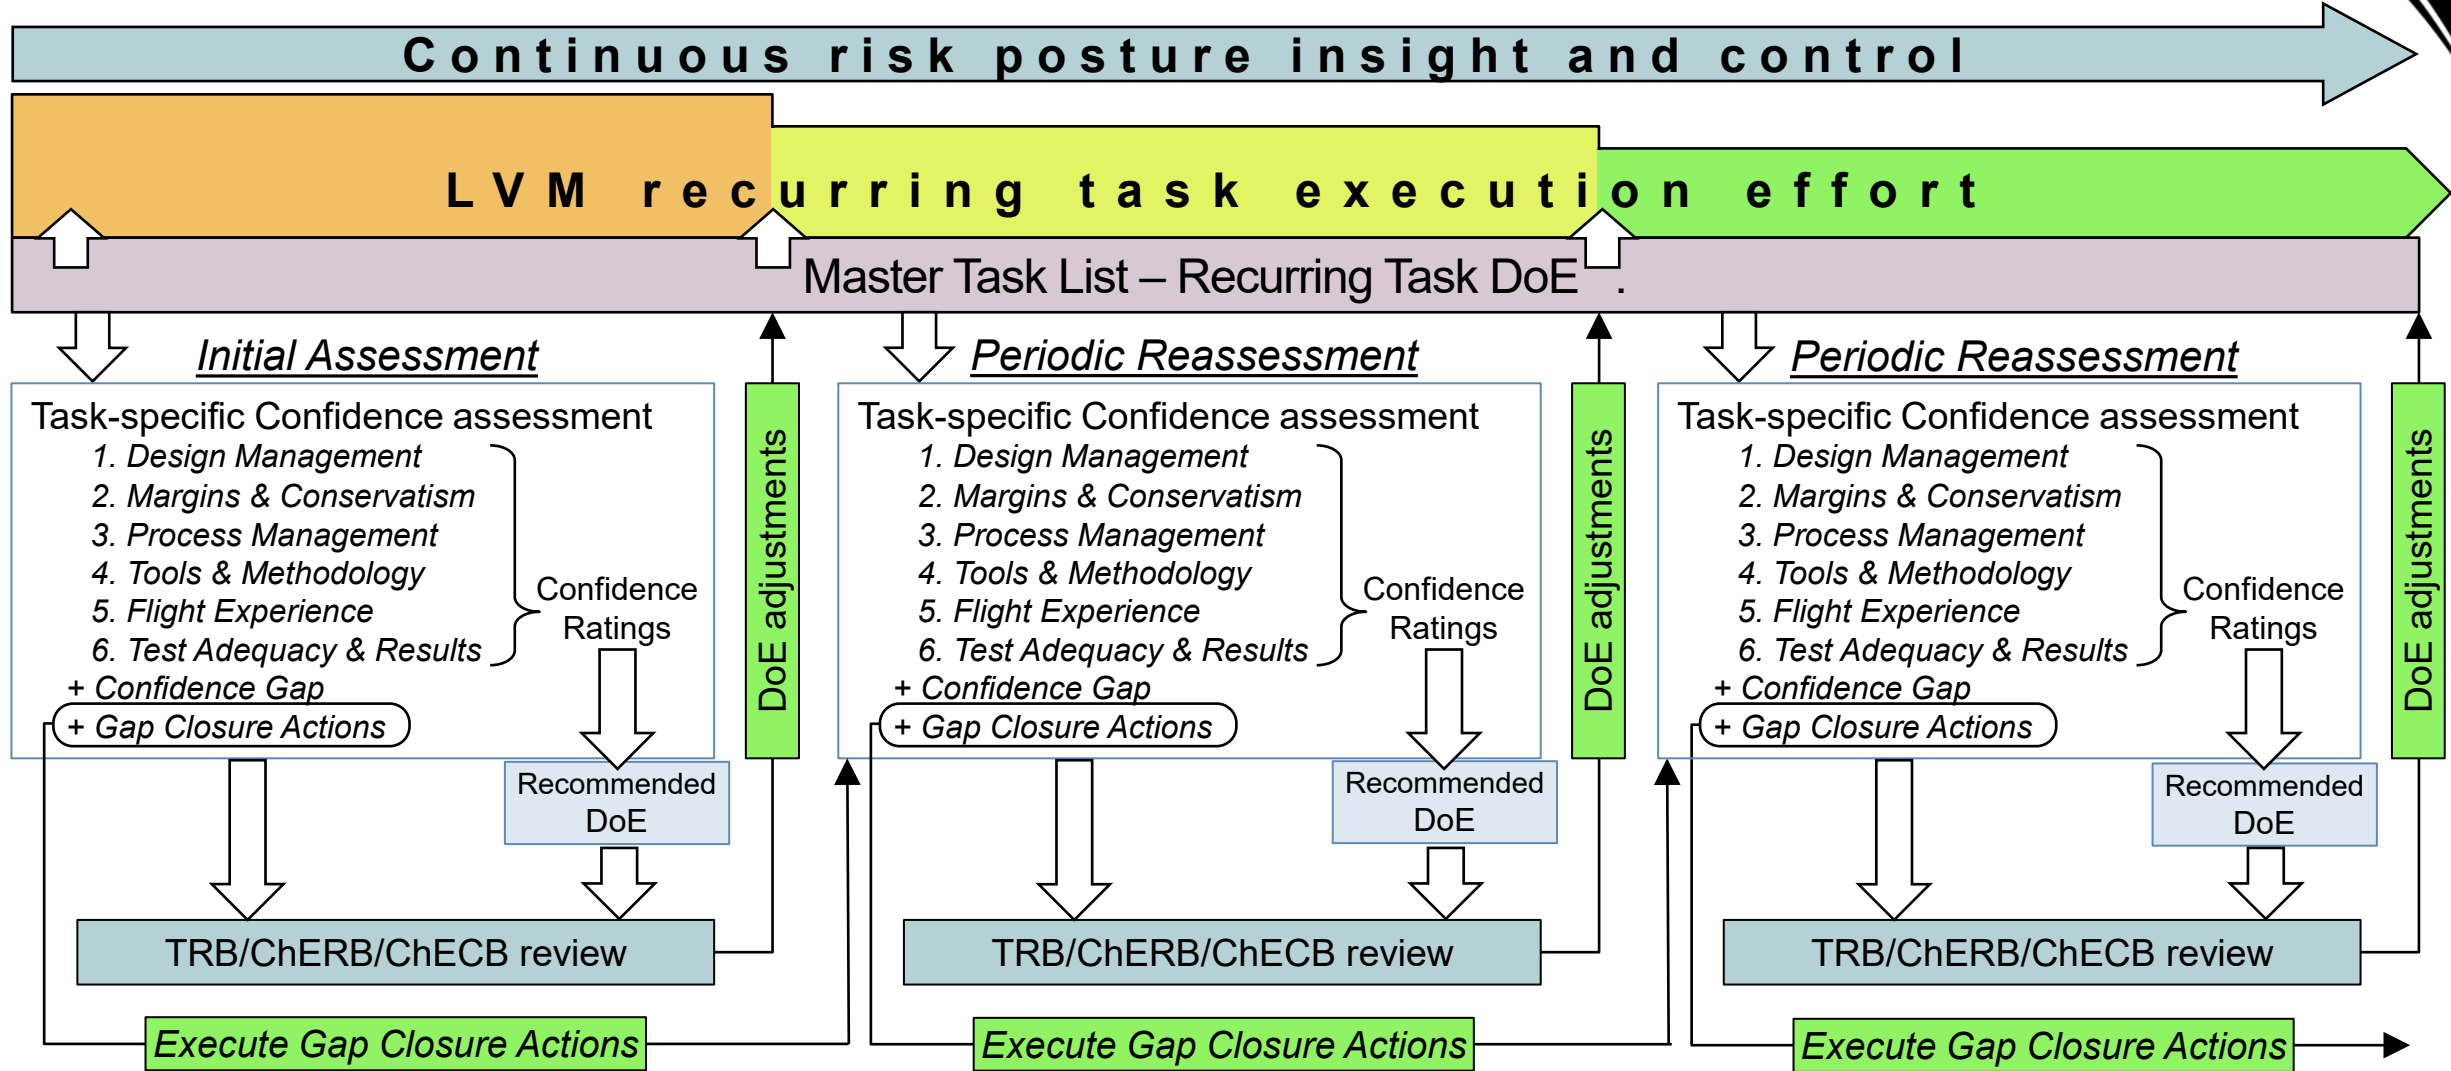 Continuous risk posture insight and control
LVM recurring task execution effort
Master Task List – Recurring Task DoE .
Initial Assessment
Task-specific Confidence assessment
1. Design Management
2. Margins & Conservatism
3. Process Management
4. Tools & Methodology
5. Flight Experience
6. Test Adequacy & Results
+ Confidence Gap
+ Gap Closure Actions
Confidence
Ratings
Recommended
DoE
DoE adjustments
TRB/ChERB/ChECB review
Execute Gap Closure Actions
Periodic Reassessment
Task-specific Confidence assessment
1. Design Management
2. Margins & Conservatism
3. Process Management
4. Tools & Methodology
5. Flight Experience
6. Test Adequacy & Results
+ Confidence Gap
+ Gap Closure Actions
Confidence
Ratings
Recommended
DoE
DoE adjustments
TRB/ChERB/ChECB review
Execute Gap Closure Actions
Periodic Reassessment
Task-specific Confidence assessment
1. Design Management
2. Margins & Conservatism
3. Process Management
4. Tools & Methodology
5. Flight Experience
6. Test Adequacy & Results
+ Confidence Gap
+ Gap Closure Actions
Confidence
Ratings
Recommended
DoE
DoE adjustments
TRB/ChERB/ChECB review
Execute Gap Closure Actions